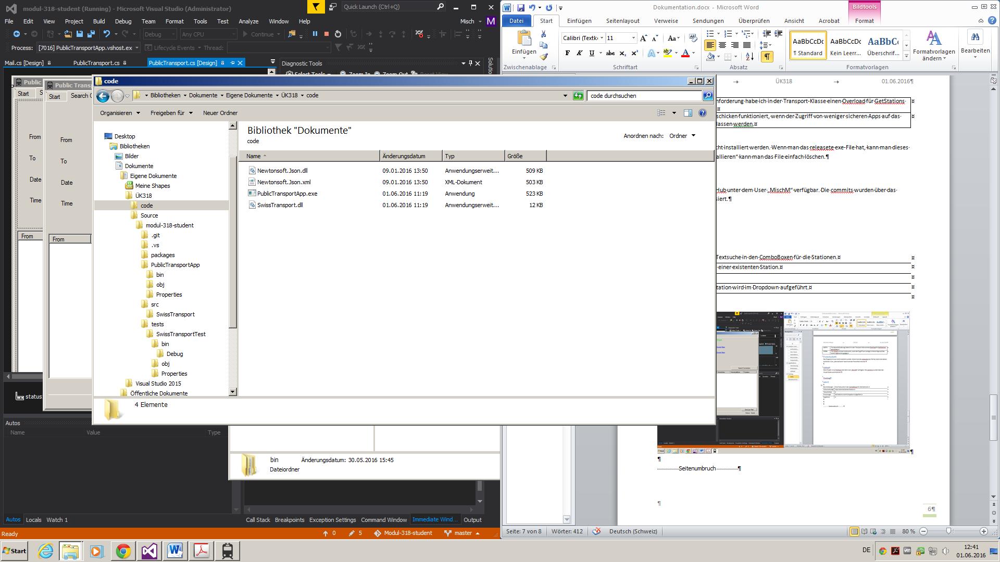 modul-318-student (Running) - Microsoft Visual Studio (Administrator)
Quick Launch (Ctrl+Q)
File Edit View Project Build Debug Team Format Tools Test Analyze Window Help
Misch M
Debug Any CPU Continue
Process: [7016] PublicTransportApp.vshost.ex Lifecycle Events Thread:
Mail.cs [Design] PublicTransport.cs PublicTransport.cs [Design]
Diagnostic Tools
Select Tools Zoom In Zoom Out Reset View
Public
Start S
From
To
Date
Time
From
Public Trans
Start Search C
From
To
Date
Time
From
status
code
Bibliotheken Dokumente Eigene Dokumente ÜK318 code
code durchsuchen
Organisieren Freigeben für Neuer Ordner
Desktop
Bibliotheken
Bilder
Dokumente
Eigene Dokumente
Meine Shapes
ÜK318
code
Source
modul-318-student
.git
.vs
packages
PublicTransportApp
bin
obj
Properties
src
SwissTransport
tests
SwissTransportTest
bin
Debug
obj
Properties
Visual Studio 2015
Öffentliche Dokumente
Bibliothek "Dokumente"
code
Anordnen nach: Ordner
Name Änderungsdatum Typ Größe
Newtonsoft.Json.dll 09.01.2016 13:50 Anwendungserweit... 509 KB
Newtonsoft.Json.xml 09.01.2016 13:50 XML-Dokument 503 KB
PublicTransportApp.exe 01.06.2016 11:19 Anwendung 523 KB
SwissTransport.dll 01.06.2016 11:19 Anwendungserweit... 12 KB
4 Elemente
bin Änderungsdatum: 30.05.2016 15:45
Dateiordner
Autos
Name Value Type
Autos Locals Watch 1
Call Stack Breakpoints Exception Settings Command Window Immediate Wind... Output
Ready
0 5 Modul-318-student master
Dokumentation.docx - Microsoft Word
Bildtools
Datei Start Einfügen Seitenlayout Verweise Sendungen Überprüfen Ansicht Acrobat Format
Einfügen
Calibri (Textk 11
F K U abc x₂ x²
AaBbCcDc AaBbCcDc AaBbC
¶ Standard Kein Leerr... Überschrif...
Formatvorlagen ändern
Bearbeiten
Zwischenablage Schriftart Absatz Formatvorlagen
ÜK318 01.06.2016¶
nforderung habe ich in der Transport-Klasse einen Overload für GetStations
schicken funktioniert, wenn der Zugriff von weniger sicheren Apps auf das
lassen werden.¤
cht installiert werden. Wenn man das releasete exe-File hat, kann man dieses
allieren“ kann man das File einfach löschen.¶
Hub unter dem User „MischM“ verfügbar. Die commits wurden über das
siert.¶
Textsuche in den ComboBoxen für die Stationen.¤
einer existenten Station.¤
tation wird im Dropdown aufgeführt.¤
Seitenumbruch ¶
6¶
Seite: 7 von 8 Wörter: 412 Deutsch (Schweiz) 80 %
Start
DE
12:41
01.06.2016